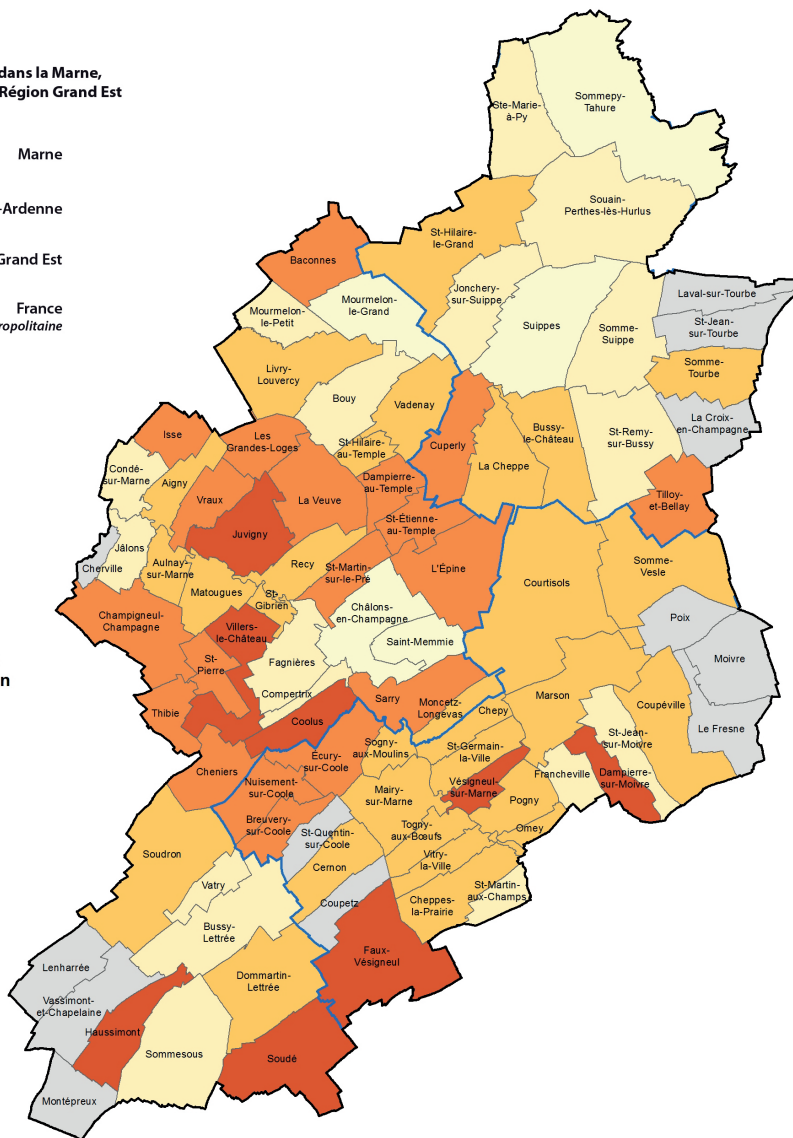 dans la Marne,
Région Grand Est
Marne
-Ardenne
Grand Est
France
ropolitaine
n
Ste-Marie-
à-Py
Sommepy-
Tahure
Souain-
Perthes-lès-Hurlus
St-Hilaire-
le-Grand
Baconnes
Jonchery-
sur-Suippe
Mourmelon-
le-Grand
Mourmelon-
le-Petit
Suippes
Somme-
Suippe
Laval-sur-Tourbe
St-Jean-
sur-Tourbe
Somme-
Tourbe
Livry-
Louvercy
Bouy
Vadenay
La Croix-
en-Champagne
St-Remy-
sur-Bussy
Bussy-
le-Château
Cuperly
La Cheppe
Isse
Les
Grandes-Loges
St-Hilaire-
au-Temple
Condé-
sur-Marne
Aigny
Vraux
La Veuve
Dampierre-
au-Temple
Tilloy-
et-Bellay
St-Étienne-
au-Temple
Juvigny
Jâlons
Cherville
Aulnay-
sur-Marne
Recy
St-Martin-
sur-le-Pré
L'Épine
Courtisols
Somme-
Vesle
Matougues
St-
Gibrien
Châlons-
en-Champagne
Saint-Memmie
Champigneul-
Champagne
Villers-
le-Château
Poix
Moivre
St-
Pierre
Fagnières
Compertrix
Thibie
Coolus
Sarry
Moncetz-
Longevas
Chepy
Marson
Coupéville
Le Fresne
St-Jean-
sur-Moivre
Sogny-
aux-Moulins
St-Germain-
la-Ville
Écury-
sur-Coole
Cheniers
Nuisement-
sur-Coole
Mairy-
sur-Marne
Vésigneul-
sur-Marne
Francheville
Dampierre-
sur-Moivre
Pogny
Omey
Breuvery-
sur-Coole
St-Quentin-
sur-Coole
Togny-
aux-Bœufs
Vitry-
la-Ville
Soudron
Cernon
Vatry
St-Martin-
aux-Champs
Cheppes-
la-Prairie
Coupetz
Bussy-
Lettrée
Faux-
Vésigneul
Lenharrée
Dommartin-
Lettrée
Vassimont-
et-Chapelaine
Haussimont
Sommesous
Soudé
Montépreux